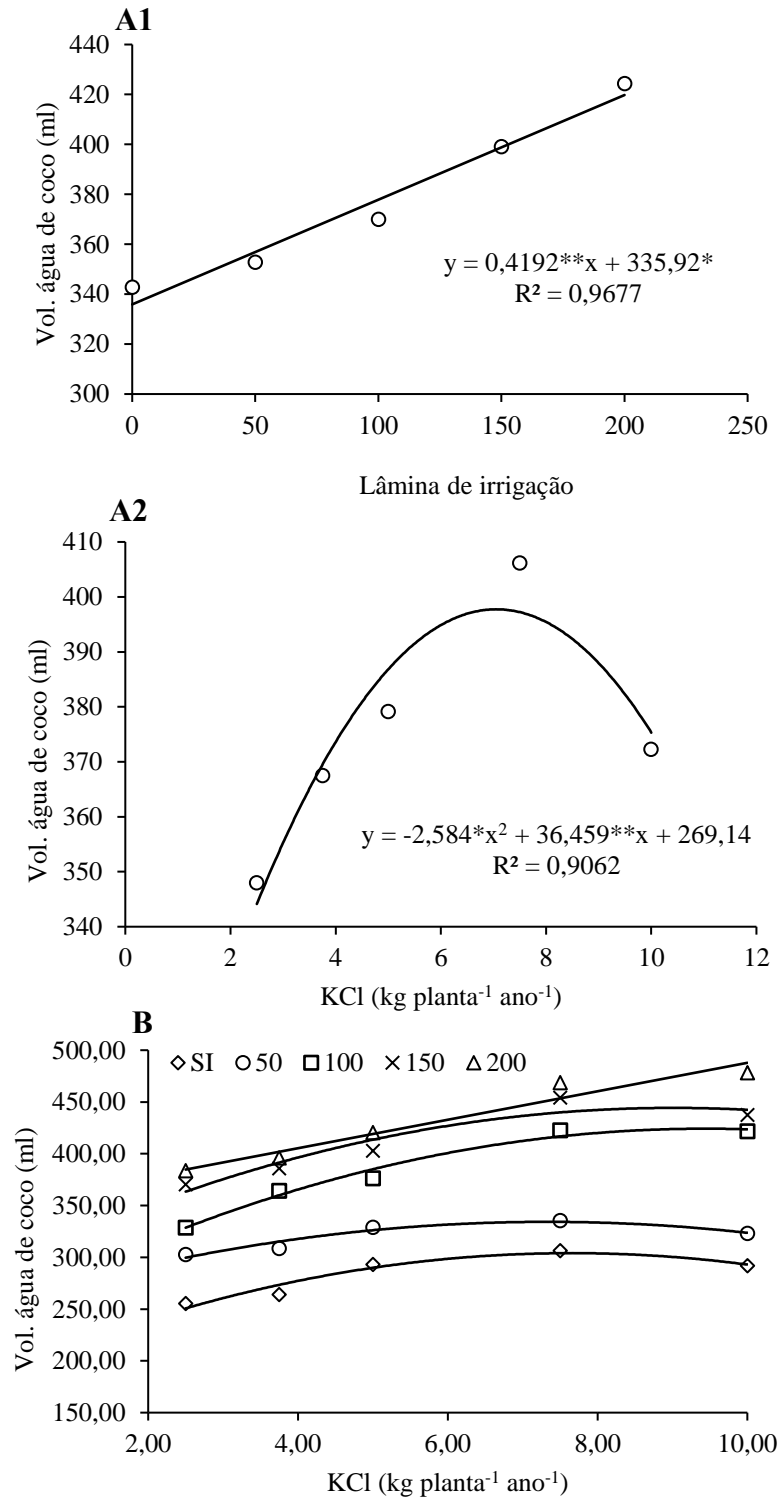 A1
440
420
400
380
360
340
320
300
Vol. água de coco (ml)
y = 0,4192**x + 335,92*
R² = 0,9677
0 50 100 150 200 250
Lâmina de irrigação
A2
410
400
390
380
370
360
350
340
Vol. água de coco (ml)
y = -2,584*x² + 36,459**x + 269,14
R² = 0,9062
0 2 4 6 8 10 12
KCl (kg planta⁻¹ ano⁻¹)
B
SI 50 100 150 200
500,00
450,00
400,00
350,00
300,00
250,00
200,00
150,00
Vol. água de coco (ml)
2,00 4,00 6,00 8,00 10,00
KCl (kg planta⁻¹ ano⁻¹)